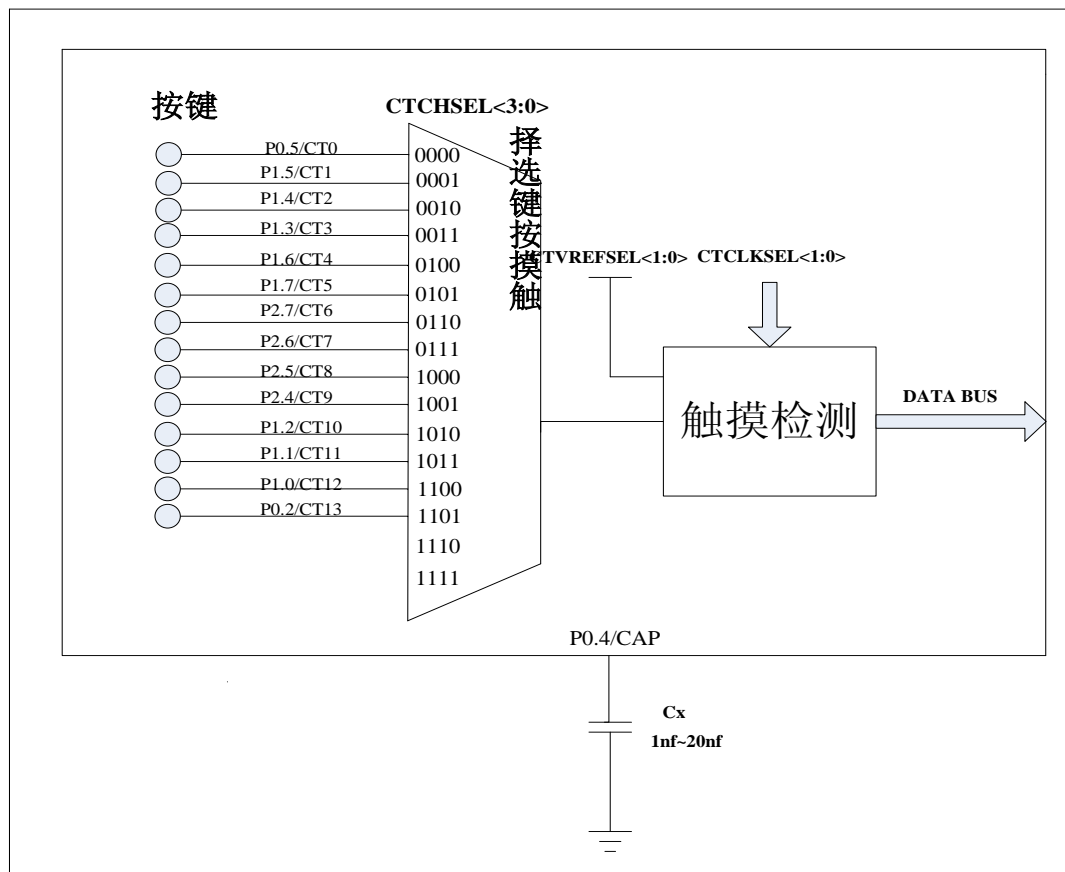 按键
CTCHSEL<3:0>
P0.5/CT0
0000
P1.5/CT1
0001
P1.4/CT2
0010
P1.3/CT3
0011
P1.6/CT4
0100
P1.7/CT5
0101
P2.7/CT6
0110
P2.6/CT7
0111
P2.5/CT8
1000
P2.4/CT9
1001
P1.2/CT10
1010
P1.1/CT11
1011
P1.0/CT12
1100
P0.2/CT13
1101
1110
1111
择选键按摸触
TVREFSEL<1:0>
CTCLKSEL<1:0>
触摸检测
DATA BUS
P0.4/CAP
Cx
1nf~20nf